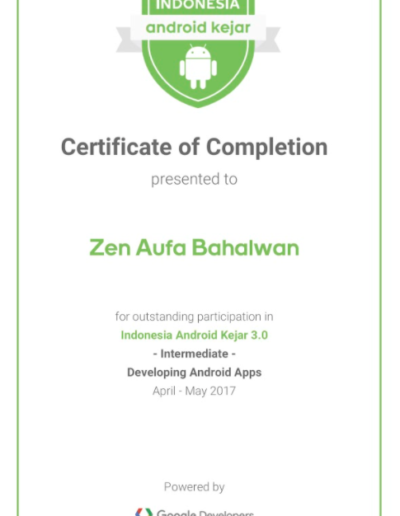 INDONESIA
android kejar
Certificate of Completion
presented to
Zen Aufa Bahalwan
for outstanding participation in
Indonesia Android Kejar 3.0
- Intermediate -
Developing Android Apps
April - May 2017
Powered by
Google Developers